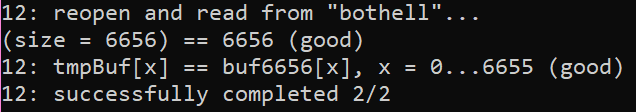 12: reopen and read from "bothell"...
(size = 6656) == 6656 (good)
12: tmpBuf[x] == buf6656[x], x = 0...6655 (good)
12: successfully completed 2/2